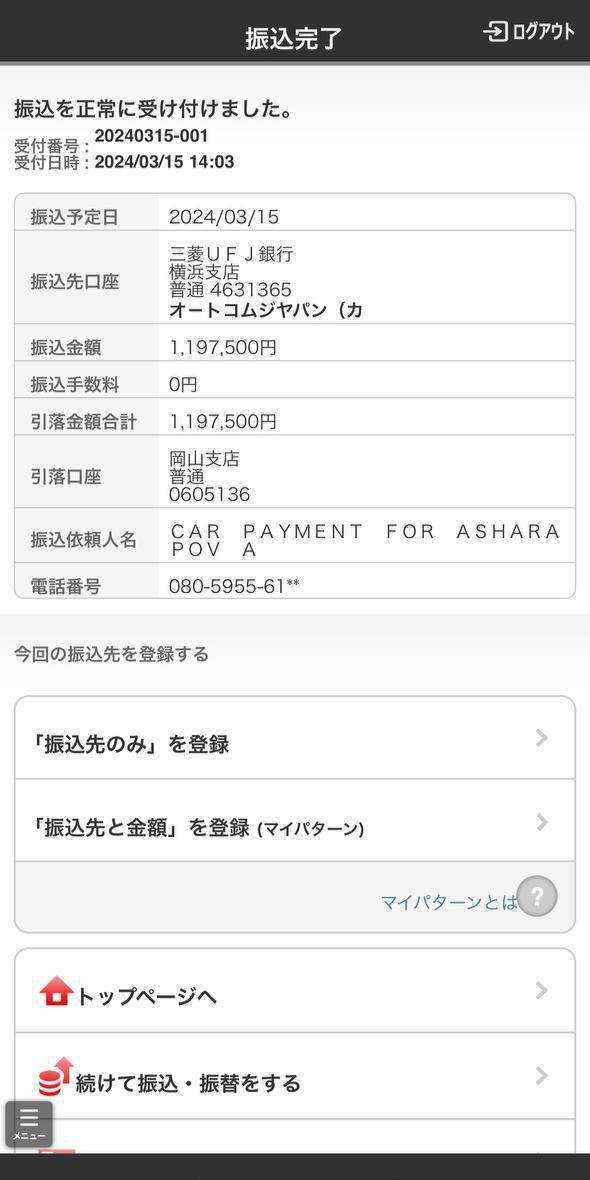 振込完了
ログアウト
振込を正常に受け付けました。
受付番号: 20240315-001
受付日時: 2024/03/15 14:03
振込予定日 2024/03/15
振込先口座 三菱UFJ銀行
横浜支店
普通 4631365
オートコムジヤパン（カ
振込金額 1,197,500円
振込手数料 0円
引落金額合計 1,197,500円
引落口座 岡山支店
普通
0605136
振込依頼人名 CAR PAYMENT FOR ASHARA
POV A
電話番号 080-5955-61**
今回の振込先を登録する
「振込先のみ」を登録
「振込先と金額」を登録 (マイパターン)
マイパターンとは ?
トップページへ
続けて振込・振替をする
メニュー